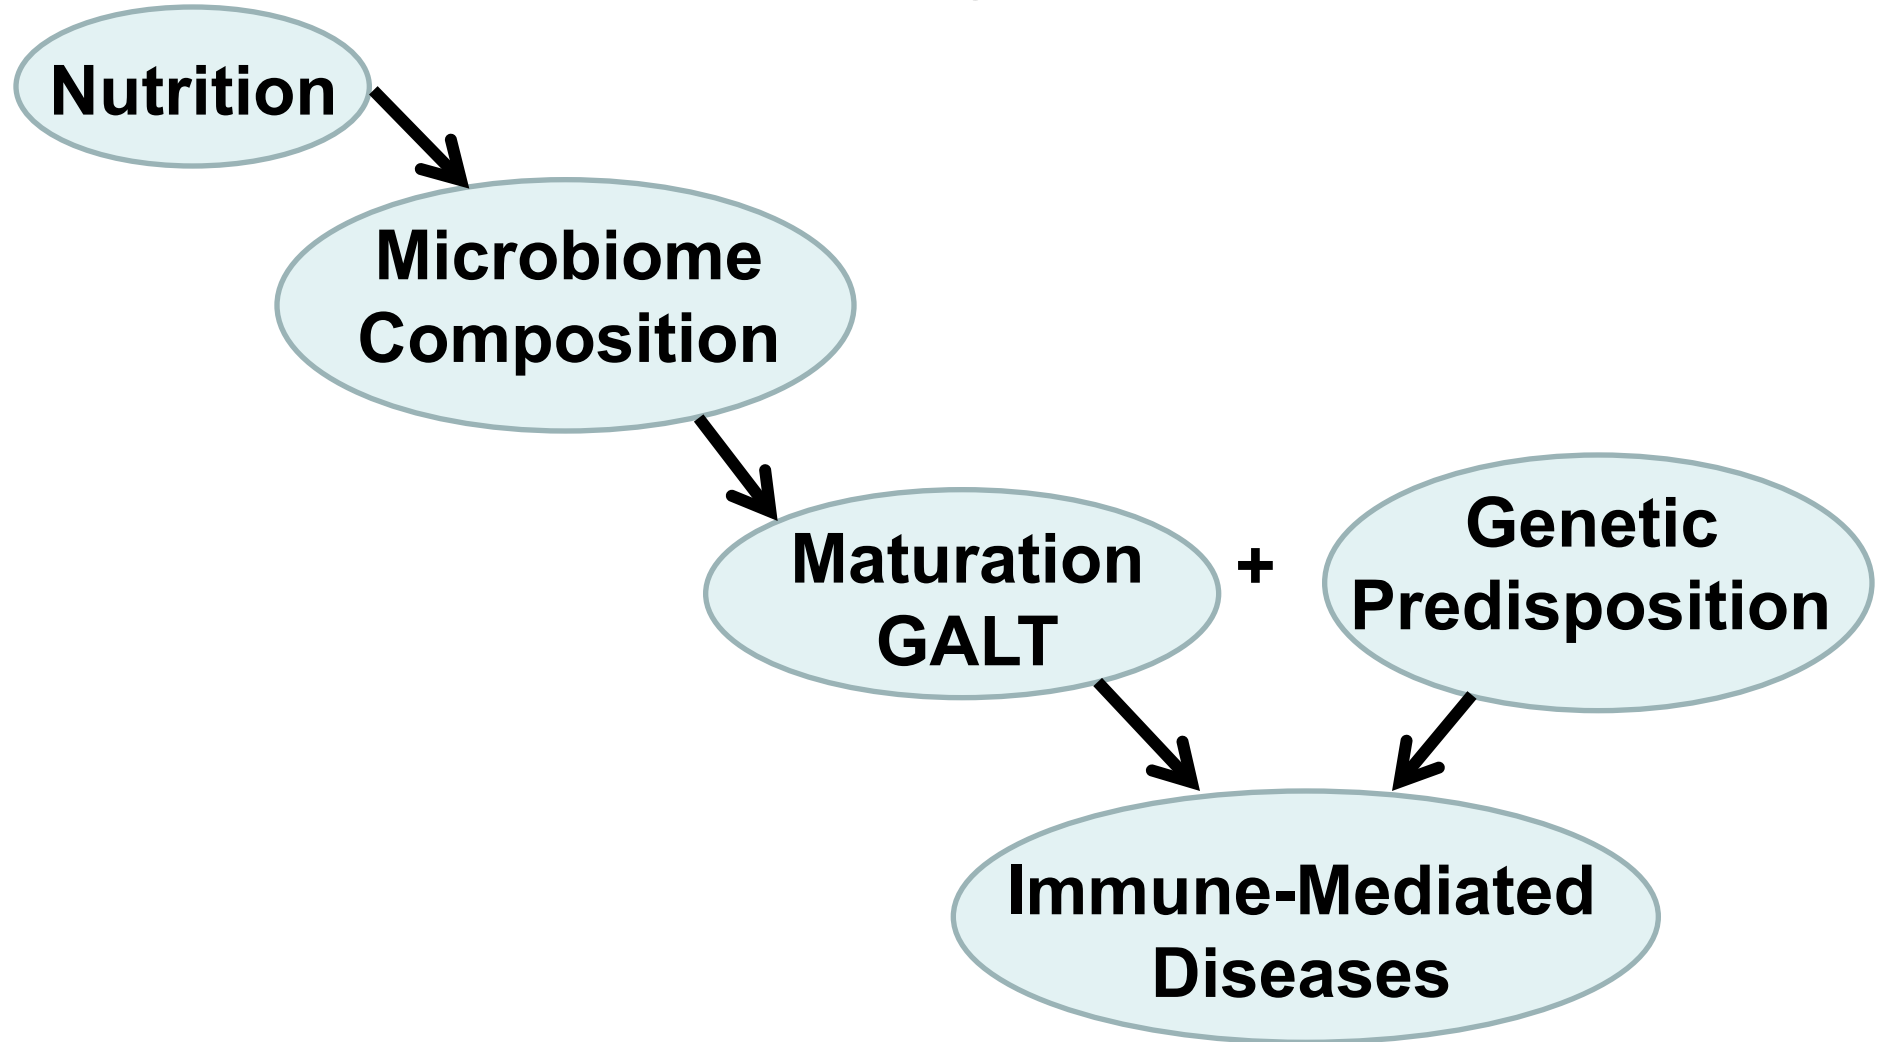 Nutrition
Microbiome
Composition
Maturation
GALT
+
Genetic
Predisposition
Immune-Mediated
Diseases